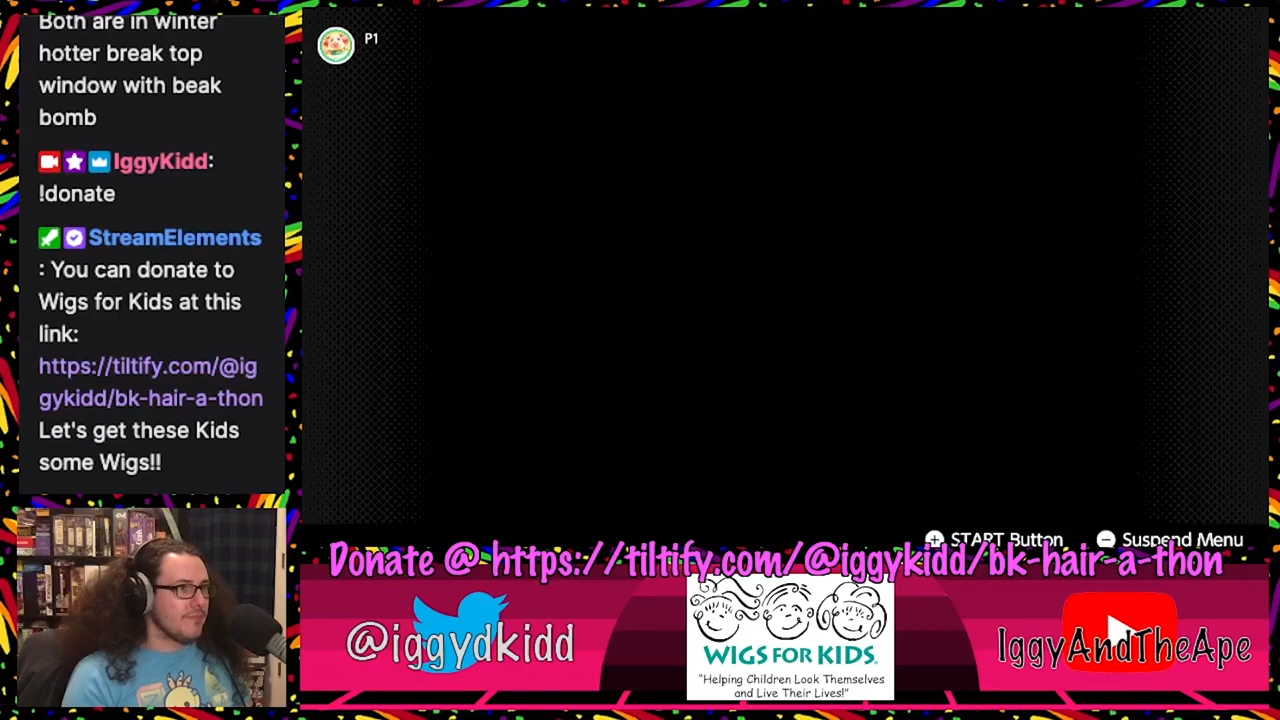 Both are in winter
hotter break top
window with beak
bomb
IggyKidd:
!donate
StreamElements
: You can donate to
Wigs for Kids at this
link:
https://tiltify.com/@ig
gykidd/bk-hair-a-thon
Let's get these Kids
some Wigs!!
P1
START Button
Suspend Menu
Donate @ https://tiltify.com/@iggykidd/bk-hair-a-thon
@iggydkidd
WIGS FOR KIDS.
"Helping Children Look Themselves
and Live Their Lives!"
IggyAndTheApe